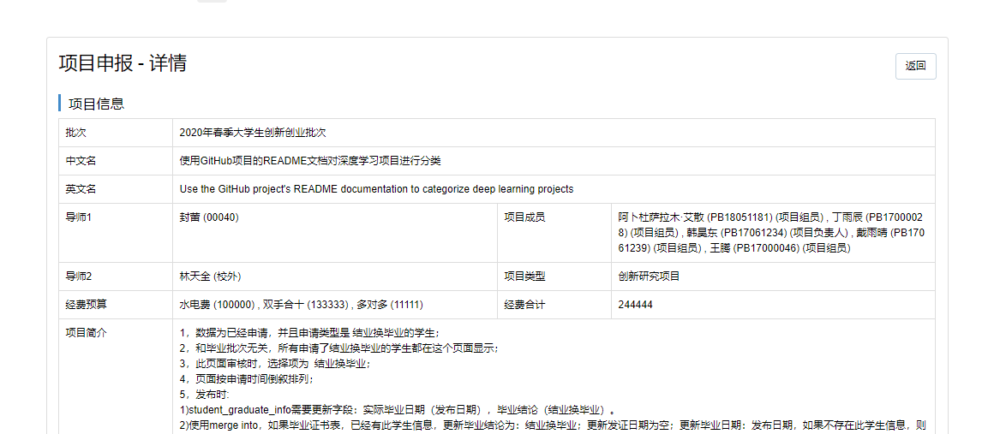 项目申报 - 详情
返回
项目信息
批次
2020年春季大学生创新创业批次
中文名
使用GitHub项目的README文档对深度学习项目进行分类
英文名
Use the GitHub project's README documentation to categorize deep learning projects
导师1
封苗 (00040)
项目成员
阿卜杜萨拉木·艾散 (PB18051181) (项目组员) , 丁雨辰 (PB1700002
8) (项目组员) , 韩昊东 (PB17061234) (项目负责人) , 戴雨晴 (PB170
61239) (项目组员) , 王腾 (PB17000046) (项目组员)
导师2
林天全 (校外)
项目类型
创新研究项目
经费预算
水电费 (100000) , 双手合十 (133333) , 多对多 (11111)
经费合计
244444
项目简介
1，数据为已经申请，并且申请类型是 结业换毕业的学生；
2，和毕业批次无关，所有申请了结业换毕业的学生都在这个页面显示；
3，此页面审核时，选择项为 结业换毕业；
4，页面按申请时间倒叙排列；
5，发布时:
1)student_graduate_info需要更新字段：实际毕业日期（发布日期），毕业结论（结业换毕业）。
2)使用merge into，如果毕业证书表，已经有此学生信息，更新毕业结论为：结业换毕业；更新发证日期为空；更新毕业日期：发布日期，如果不存在此学生信息，则